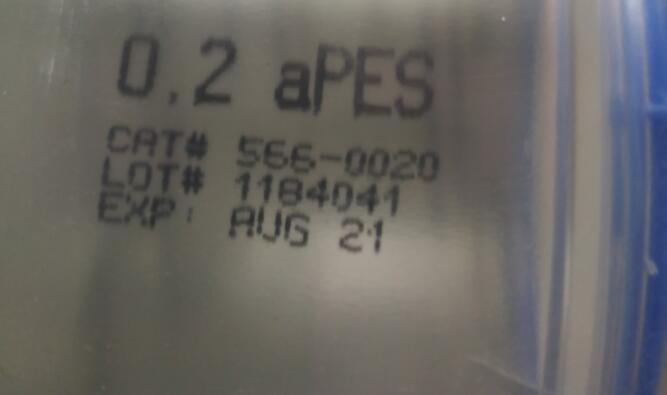 0.2 aPES
CAT# 566-0020
LOT# 1184041
EXP: AUG 21